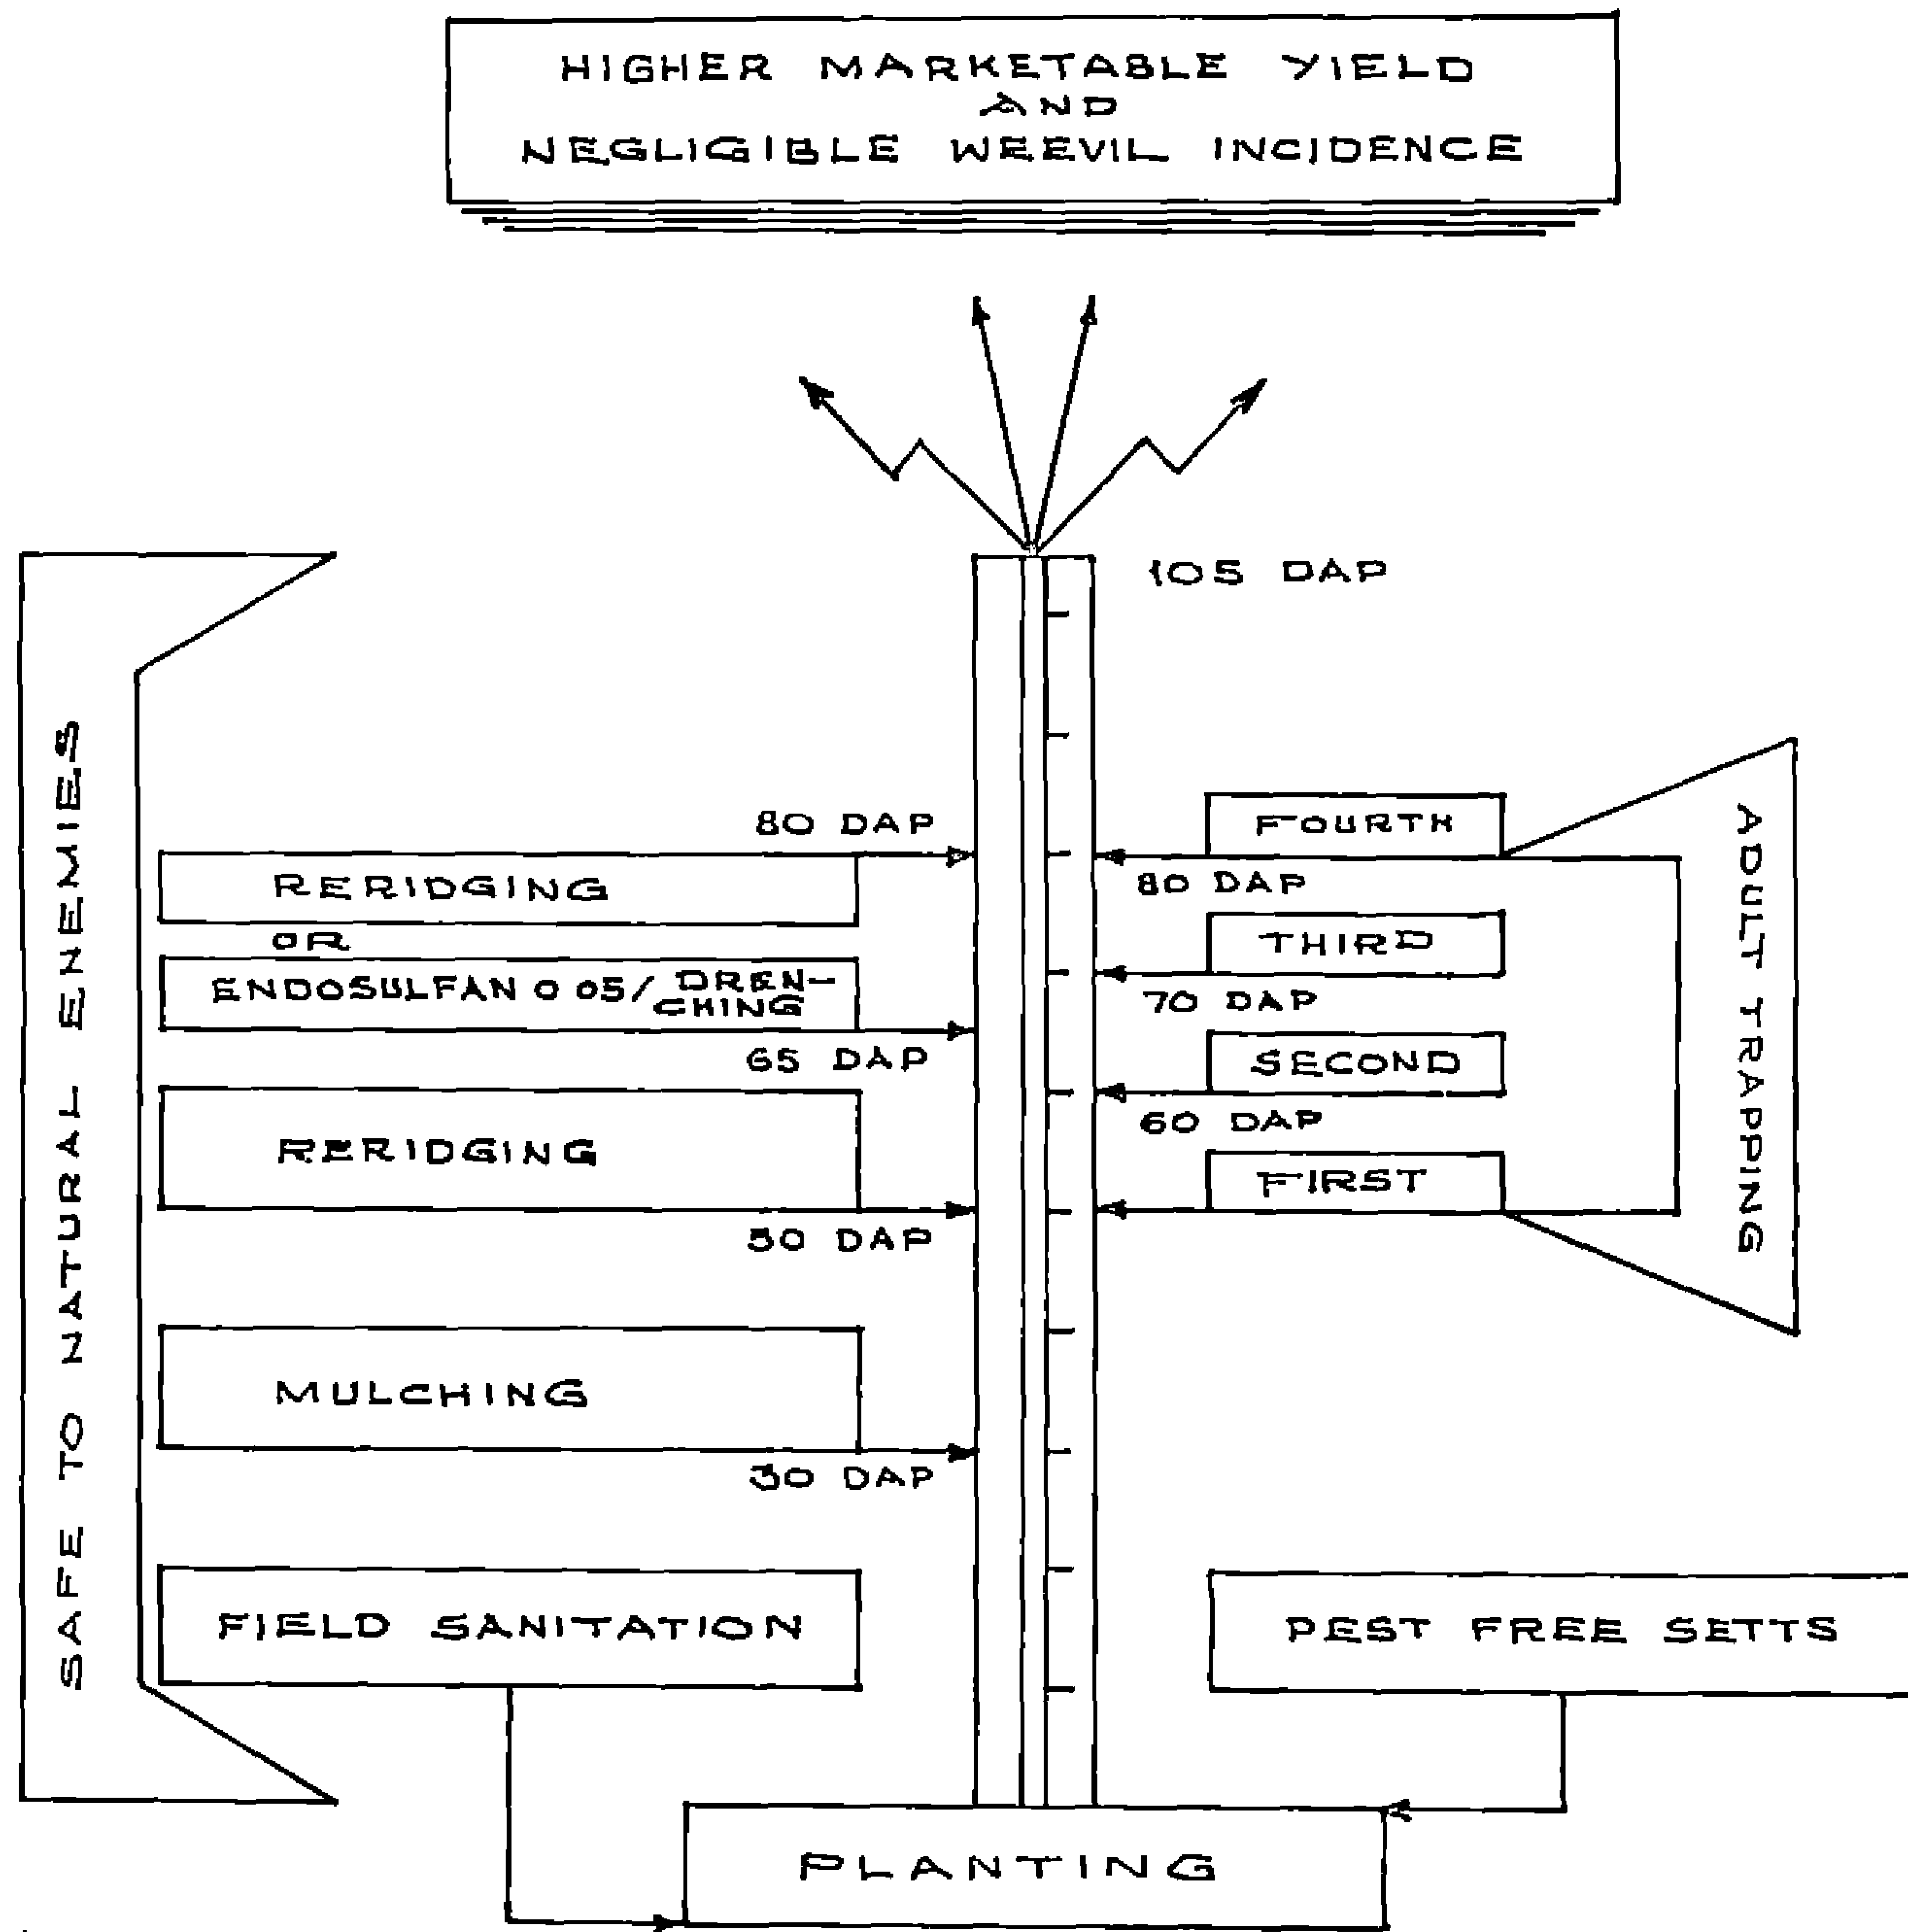 HIGHER MARKETABLE YIELD
AND
NEGLIGIBLE WEEVIL INCIDENCE
105 DAP
SAFE TO NATURAL ENEMIES
80 DAP
RERIDGING
OR
ENDOSULFAN 0 05/ DREN-
CHING
65 DAP
RERIDGING
50 DAP
MULCHING
30 DAP
FIELD SANITATION
FOURTH
80 DAP
THIRD
70 DAP
SECOND
60 DAP
FIRST
ADULT TRAPPING
PEST FREE SETTS
PLANTING